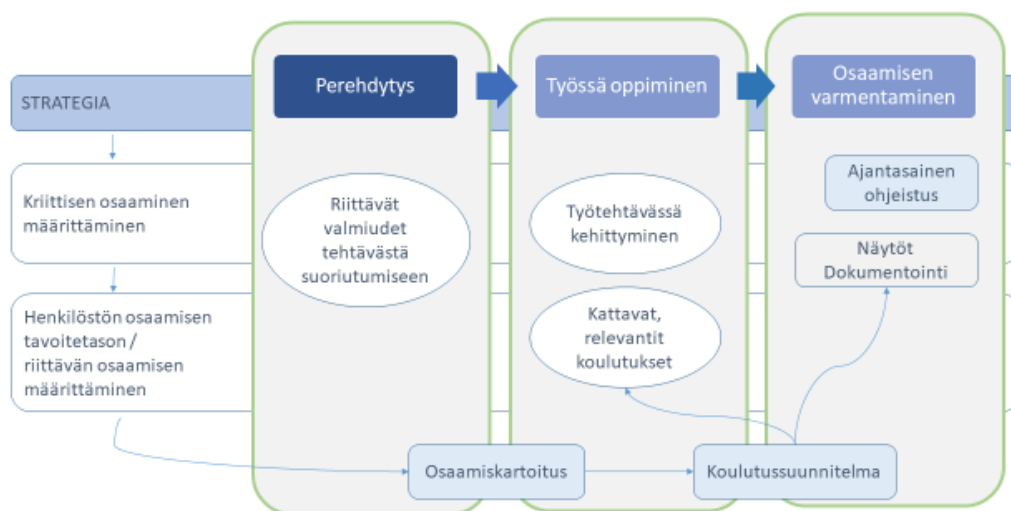 STRATEGIA
Kriittisen osaaminen
määrittäminen
Henkilöstön osaamisen
tavoitetason /
riittävän osaamisen
määrittäminen
Perehdytys
Riittävät
valmiudet
tehtävästä
suoriutumiseen
Työssä oppiminen
Työtehtävässä
kehittyminen
Kattavat,
relevantit
koulutukset
Osaamisen
varmentaminen
Ajantasainen
ohjeistus
Näytöt
Dokumentointi
Osaamiskartoitus
Koulutussuunnitelma